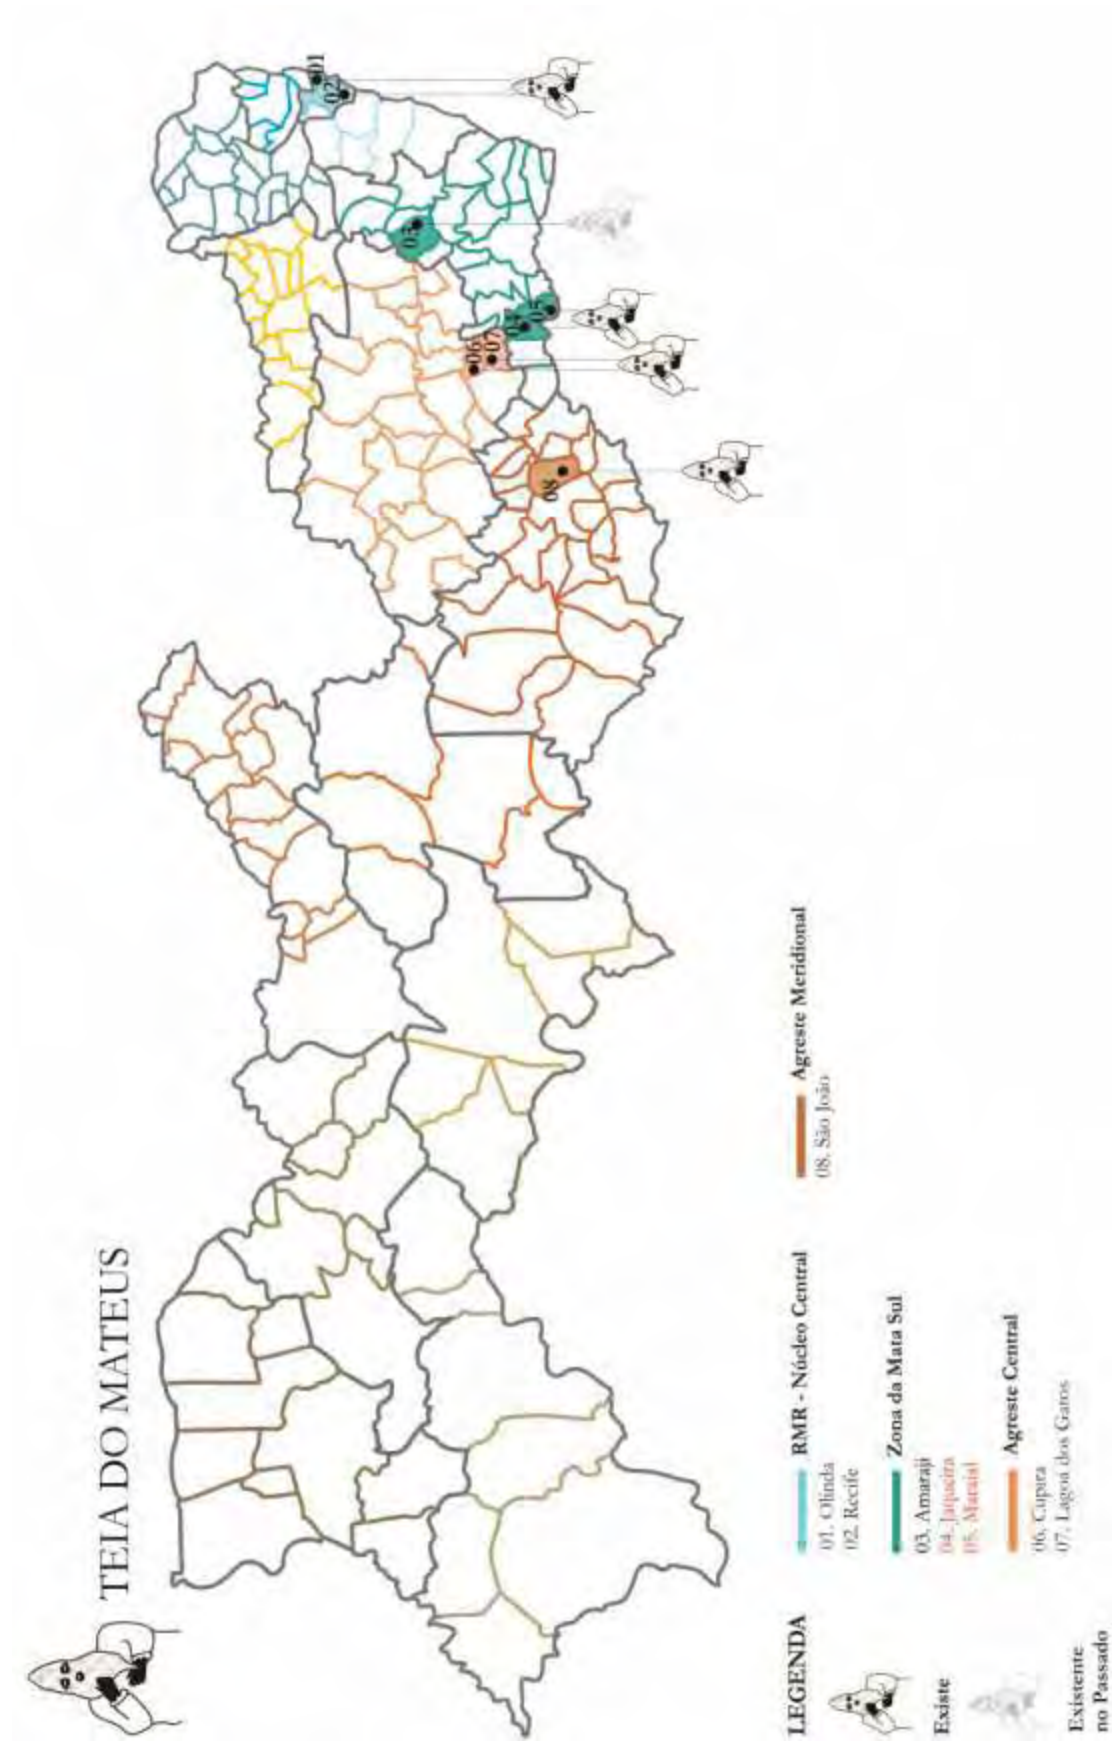 TEIA DO MATEUS
01
02
03
04
05
06
07
08
LEGENDA
Existe
Existente
no Passado
RMR - Núcleo Central
01. Olinda
02. Recife
Zona da Mata Sul
03. Amaraji
04. Jaqueira
05. Maraial
Agreste Central
06. Cupira
07. Lagoa dos Gatos
Agreste Meridional
08. São João